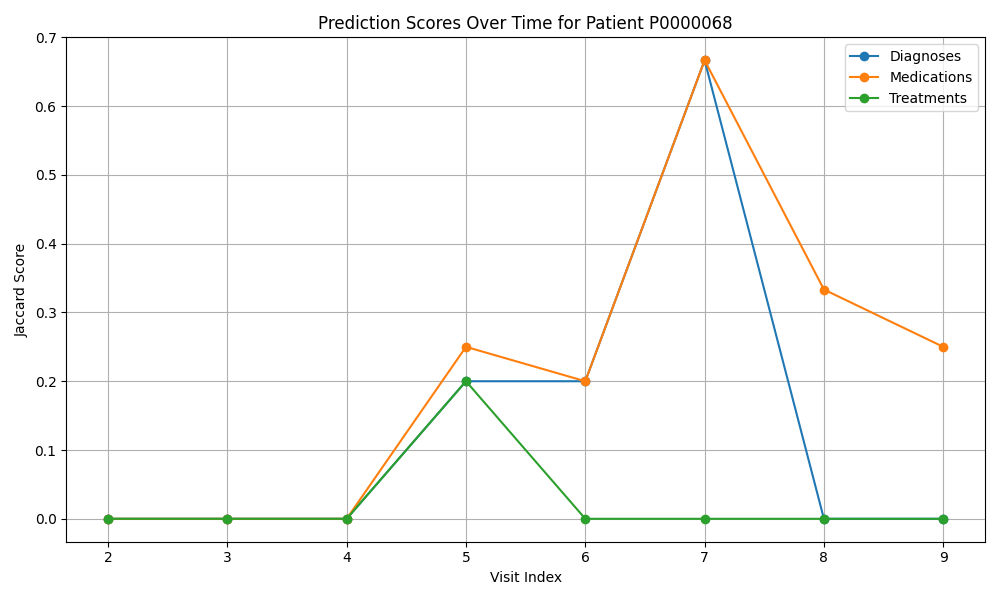 Prediction Scores Over Time for Patient P0000068
Diagnoses
Medications
Treatments
Jaccard Score
0.7
0.6
0.5
0.4
0.3
0.2
0.1
0.0
2 3 4 5 6 7 8 9
Visit Index